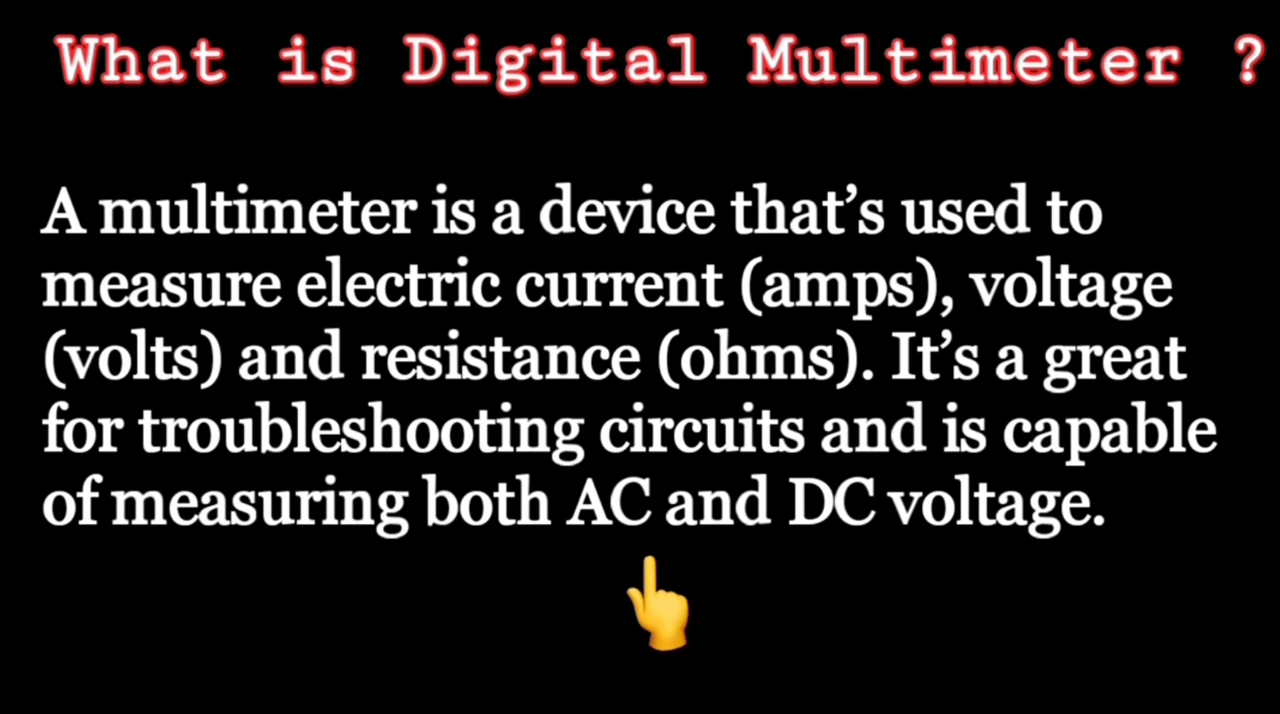 What is Digital Multimeter ?
A multimeter is a device that’s used to
measure electric current (amps), voltage
(volts) and resistance (ohms). It’s a great
for troubleshooting circuits and is capable
of measuring both AC and DC voltage.